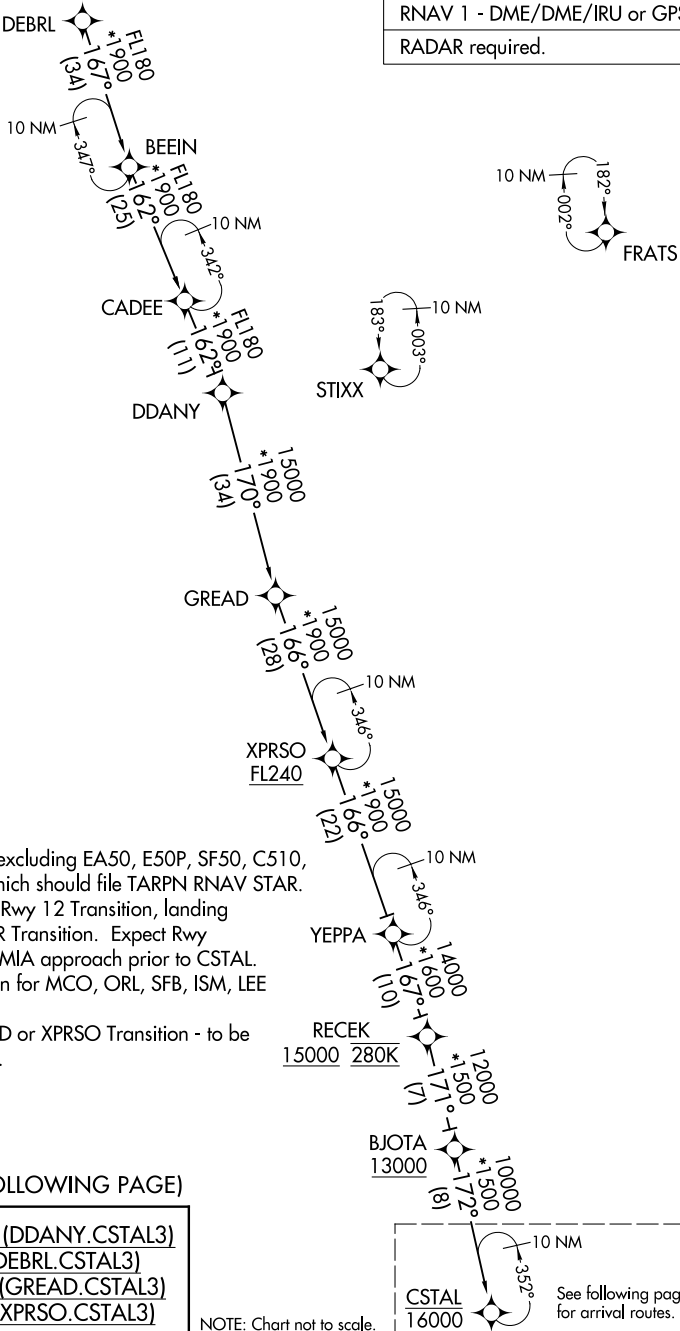 RNAV 1 - DME/DME/IRU or GPS
RADAR required.
DEBRL
FL180
*1900
167°
(34)
10 NM
347°
BEEIN
FL180
*1900
162°
(25)
10 NM
342°
CADEE
FL180
*1900
162°
(11)
DDANY
10 NM
182°
002°
FRATS
10 NM
183°
003°
STIXX
15000
*1900
170°
(34)
GREAD
15000
*1900
166°
(28)
10 NM
346°
XPRSO
FL240
15000
*1900
166°
(22)
10 NM
346°
YEPPA
14000
*1600
167°
(10)
RECEK
15000 280K
12000
*1500
171°
(7)
BJOTA
13000
10000
*1500
172°
(8)
10 NM
352°
CSTAL
16000
See following pag
for arrival routes.
excluding EA50, E50P, SF50, C510,
hich should file TARPN RNAV STAR.
Rwy 12 Transition, landing
R Transition. Expect Rwy
MIA approach prior to CSTAL.
n for MCO, ORL, SFB, ISM, LEE
D or XPRSO Transition - to be
OLLOWING PAGE)
(DDANY.CSTAL3)
DEBRL.CSTAL3)
(GREAD.CSTAL3)
XPRSO.CSTAL3)
NOTE: Chart not to scale.